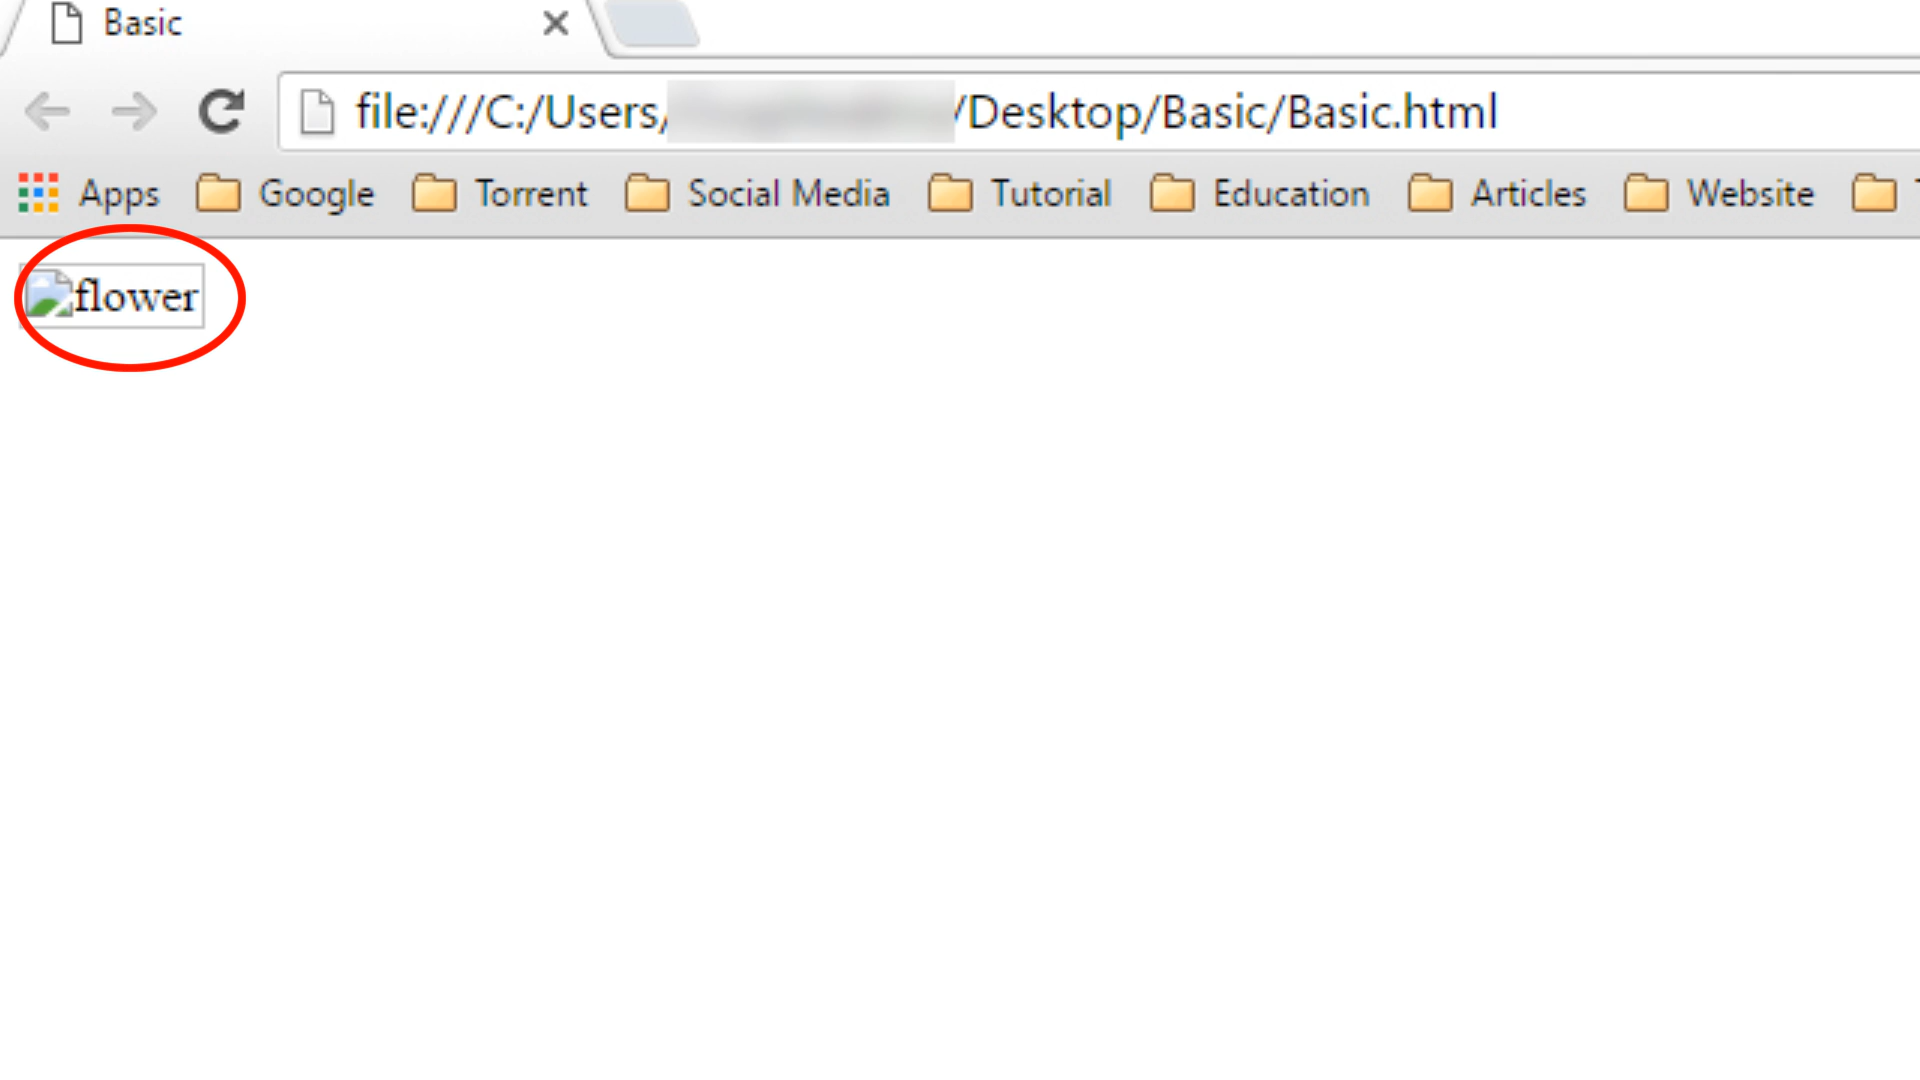 Basic
file:///C:/Users/ /Desktop/Basic/Basic.html
Apps Google Torrent Social Media Tutorial Education Articles Website
flower